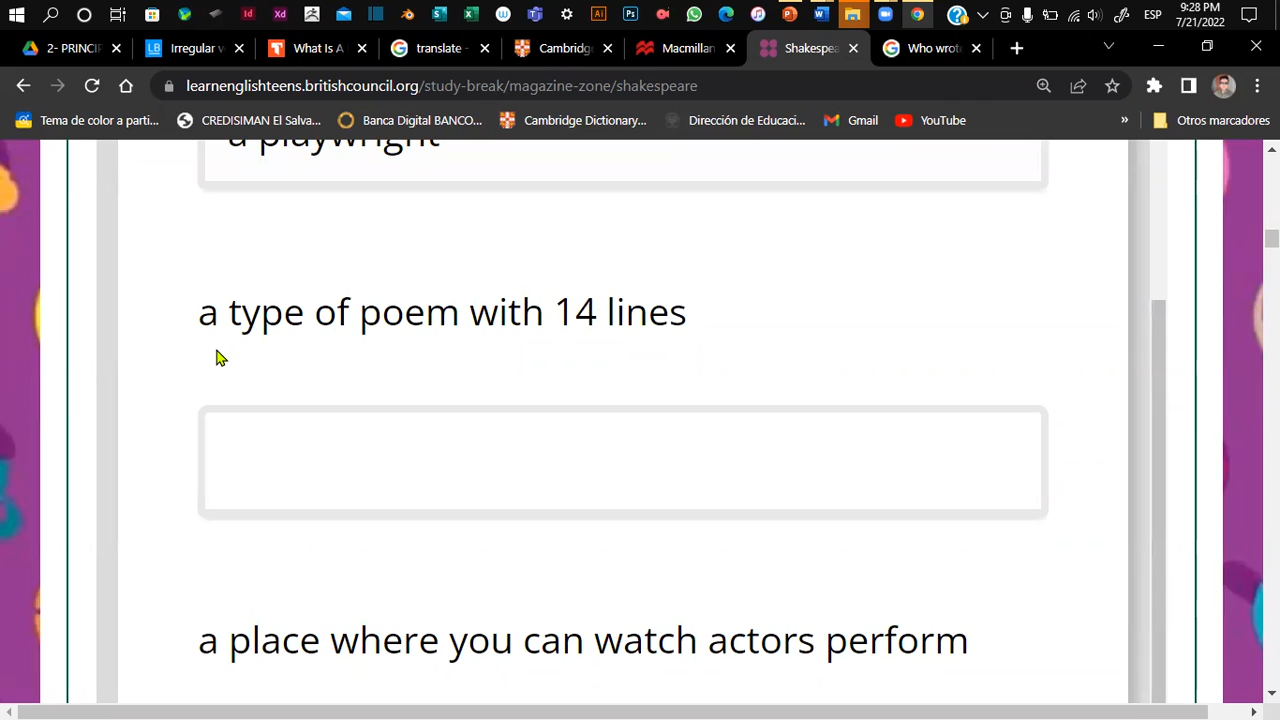 9:28 PM
ESP
7/21/2022
2- PRINCIP
Irregular v
What Is A
translate -
Cambridg
Macmillan
Shakespea
Who wrote
learnenglishteens.britishcouncil.org/study-break/magazine-zone/shakespeare
Tema de color a parti...
CREDISIMAN El Salva...
Banca Digital BANCO...
Cambridge Dictionary...
Dirección de Educaci...
Gmail
YouTube
»
Otros marcadores
a playwright
a type of poem with 14 lines
a place where you can watch actors perform